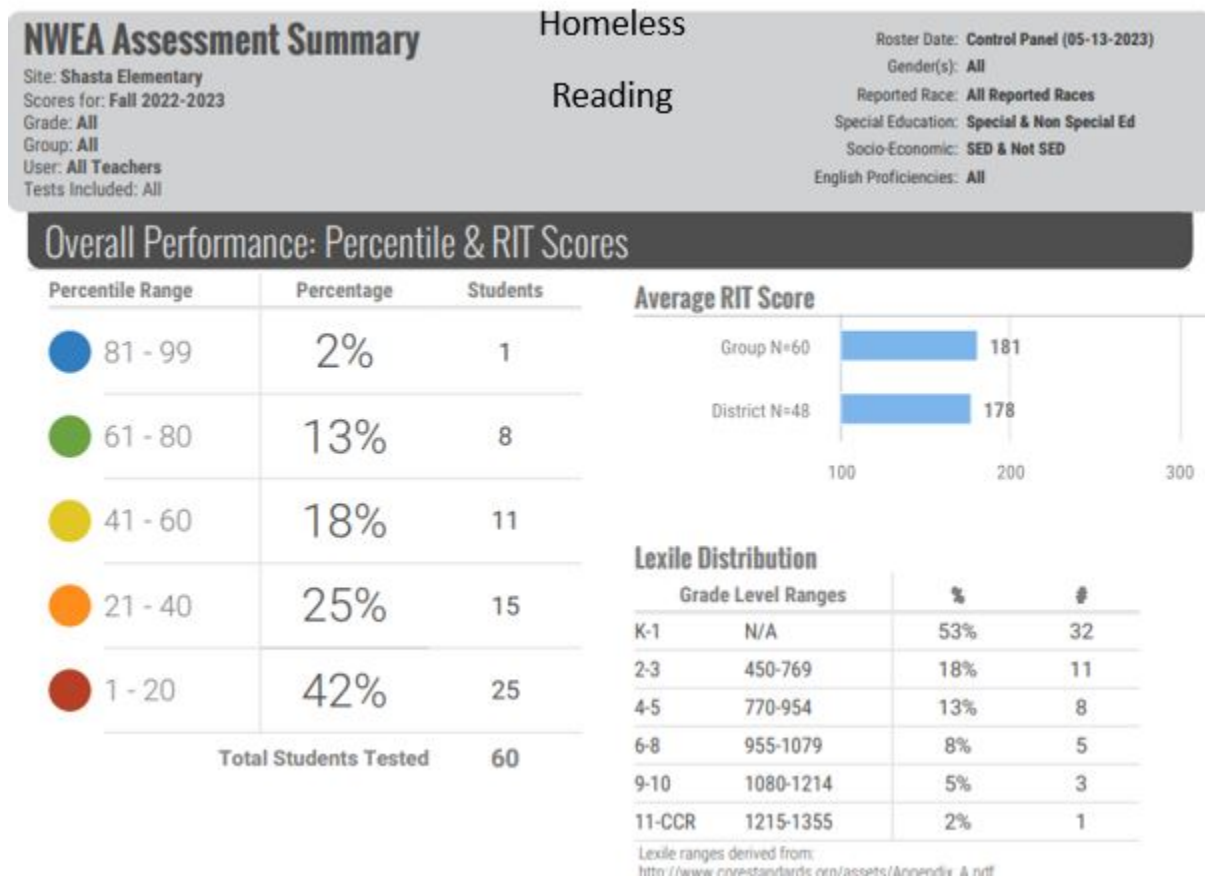 NWEA Assessment Summary
Site: Shasta Elementary
Scores for: Fall 2022-2023
Grade: All
Group: All
User: All Teachers
Tests Included: All
Homeless
Reading
Roster Date: Control Panel (05-13-2023)
Gender(s): All
Reported Race: All Reported Races
Special Education: Special & Non Special Ed
Socio-Economic: SED & Not SED
English Proficiencies: All
Overall Performance: Percentile & RIT Scores
Percentile Range Percentage Students
81 - 99 2% 1
61 - 80 13% 8
41 - 60 18% 11
21 - 40 25% 15
1 - 20 42% 25
Total Students Tested 60
Average RIT Score
Group N=60 181
District N=48 178
100 200 300
Lexile Distribution
Grade Level Ranges % #
K-1 N/A 53% 32
2-3 450-769 18% 11
4-5 770-954 13% 8
6-8 955-1079 8% 5
9-10 1080-1214 5% 3
11-CCR 1215-1355 2% 1
Lexile ranges derived from:
http://www.corestandards.org/assets/Appendix_A.pdf